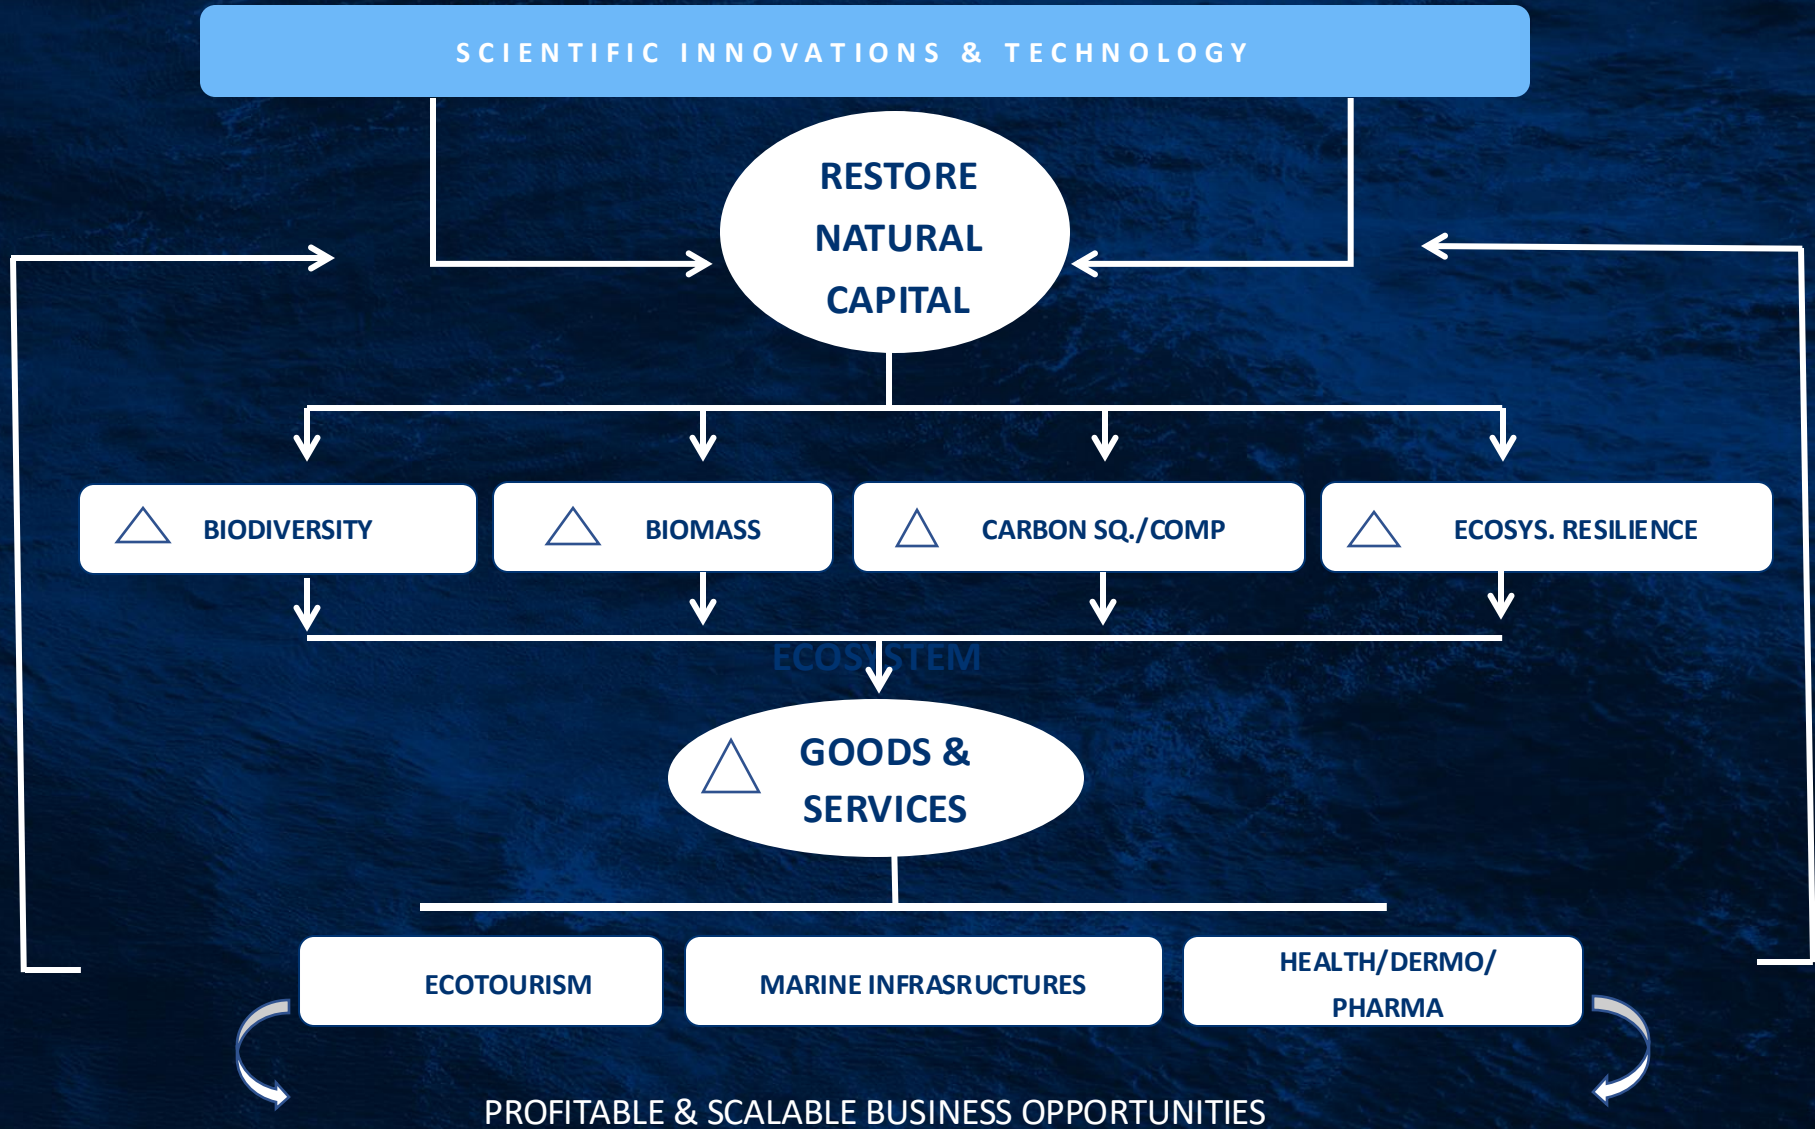 SCIENTIFIC INNOVATIONS & TECHNOLOGY
RESTORE
NATURAL
CAPITAL
BIODIVERSITY
BIOMASS
CARBON SQ./COMP
ECOSYS. RESILIENCE
ECOSYSTEM
GOODS &
SERVICES
ECOTOURISM
MARINE INFRASRUCTURES
HEALTH/DERMO/
PHARMA
PROFITABLE & SCALABLE BUSINESS OPPORTUNITIES